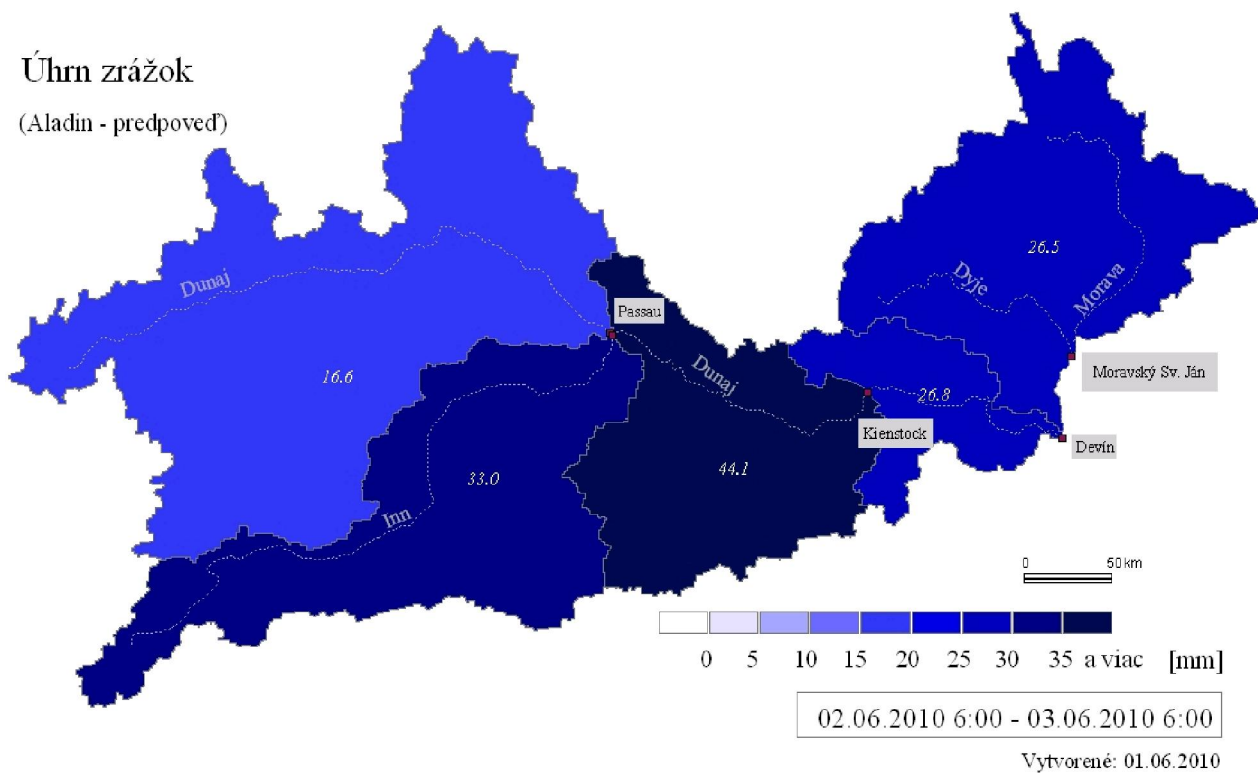 Úhrn zrážok
(Aladin - predpoveď)
Dunaj
Passau
16.6
Inn
33.0
Dunaj
44.1
Kienstock
26.8
Dyje
26.5
Morava
Moravský Sv. Ján
Devín
0 50 km
0 5 10 15 20 25 30 35 a viac [mm]
02.06.2010 6:00 - 03.06.2010 6:00
Vytvorené: 01.06.2010